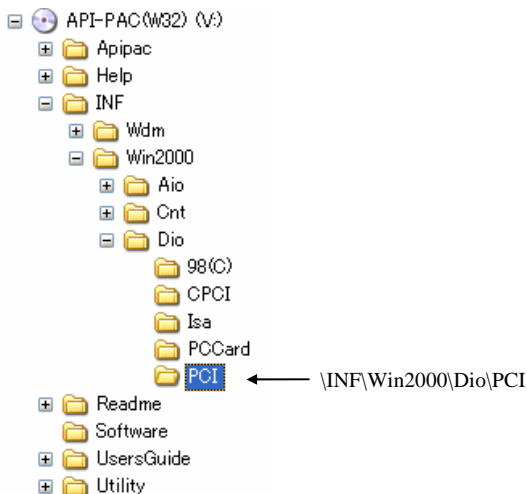 API-PAC(W32) (V:)
Apipac
Help
INF
Wdm
Win2000
Aio
Cnt
Dio
98(C)
CPCI
Isa
PCCard
PCI \INF\Win2000\Dio\PCI
Readme
Software
UsersGuide
Utility